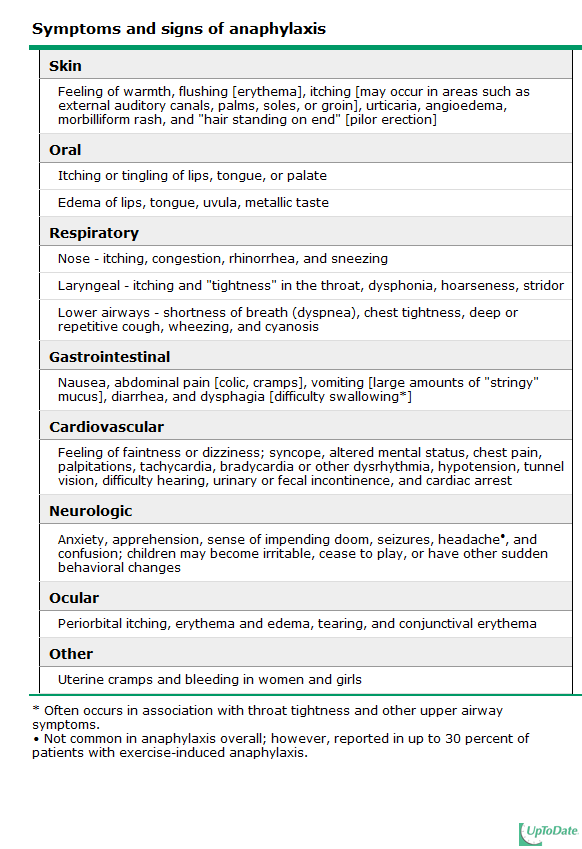 Symptoms and signs of anaphylaxis
Skin
Feeling of warmth, flushing [erythema], itching [may occur in areas such as
external auditory canals, palms, soles, or groin], urticaria, angioedema,
morbilliform rash, and "hair standing on end" [pilor erection]
Oral
Itching or tingling of lips, tongue, or palate
Edema of lips, tongue, uvula, metallic taste
Respiratory
Nose - itching, congestion, rhinorrhea, and sneezing
Laryngeal - itching and "tightness" in the throat, dysphonia, hoarseness, stridor
Lower airways - shortness of breath (dyspnea), chest tightness, deep or
repetitive cough, wheezing, and cyanosis
Gastrointestinal
Nausea, abdominal pain [colic, cramps], vomiting [large amounts of "stringy"
mucus], diarrhea, and dysphagia [difficulty swallowing*]
Cardiovascular
Feeling of faintness or dizziness; syncope, altered mental status, chest pain,
palpitations, tachycardia, bradycardia or other dysrhythmia, hypotension, tunnel
vision, difficulty hearing, urinary or fecal incontinence, and cardiac arrest
Neurologic
Anxiety, apprehension, sense of impending doom, seizures, headache•, and
confusion; children may become irritable, cease to play, or have other sudden
behavioral changes
Ocular
Periorbital itching, erythema and edema, tearing, and conjunctival erythema
Other
Uterine cramps and bleeding in women and girls
* Often occurs in association with throat tightness and other upper airway
symptoms.
• Not common in anaphylaxis overall; however, reported in up to 30 percent of
patients with exercise-induced anaphylaxis.
UpToDate